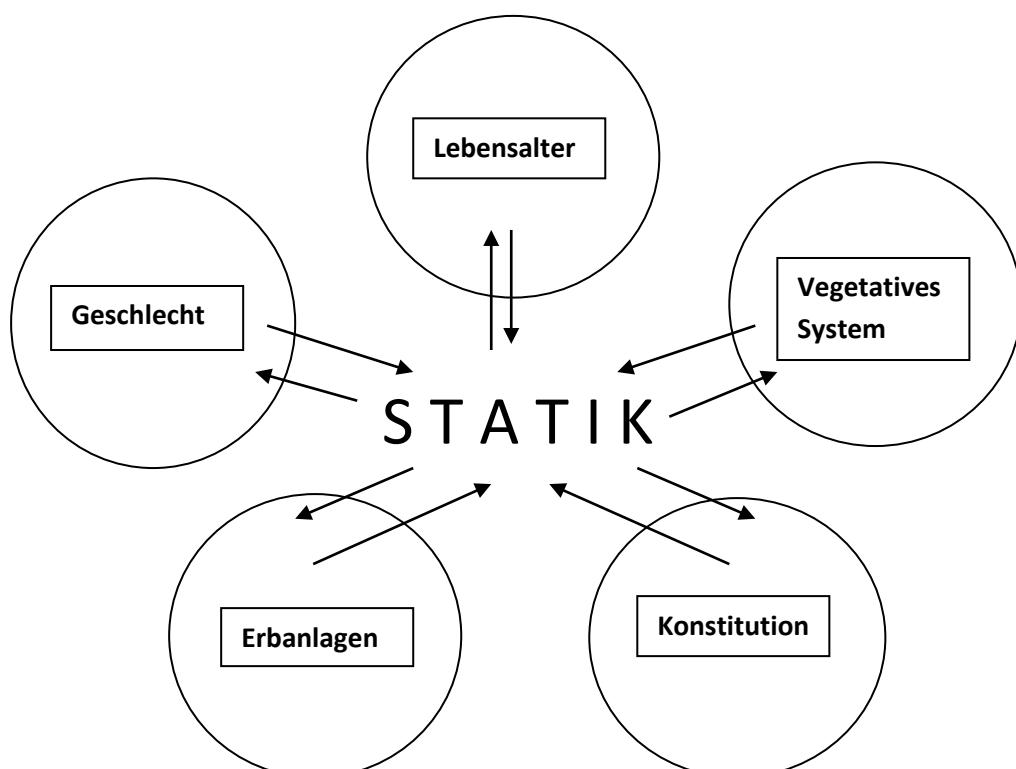 Lebensalter
Geschlecht
Vegetatives
System
S T A T I K
Erbanlagen
Konstitution